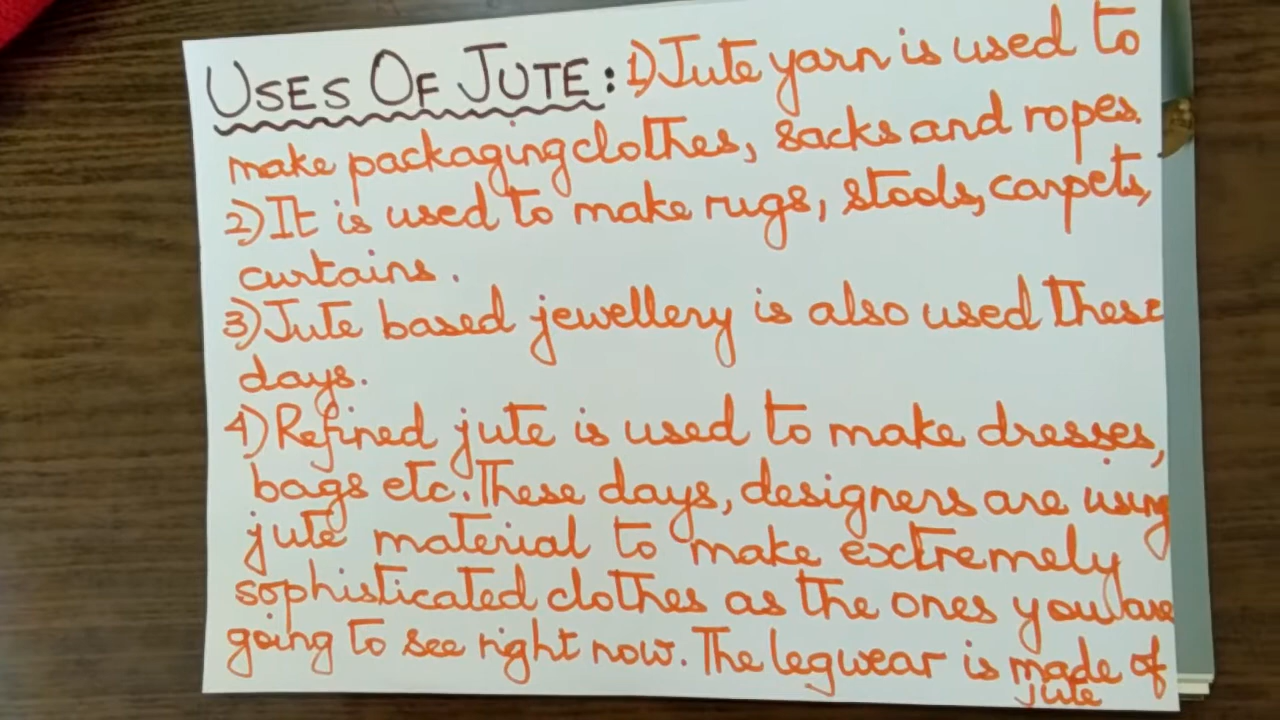 USES OF JUTE: 1) Jute yarn is used to
make packaging clothes, sacks and ropes.
2) It is used to make rugs, stools, carpets,
curtains.
3) Jute based jewellery is also used these
days.
4) Refined jute is used to make dresses,
bags etc. These days, designers are using
jute material to make extremely
sophisticated clothes as the ones you are
going to see right now. The legwear is made of
jute